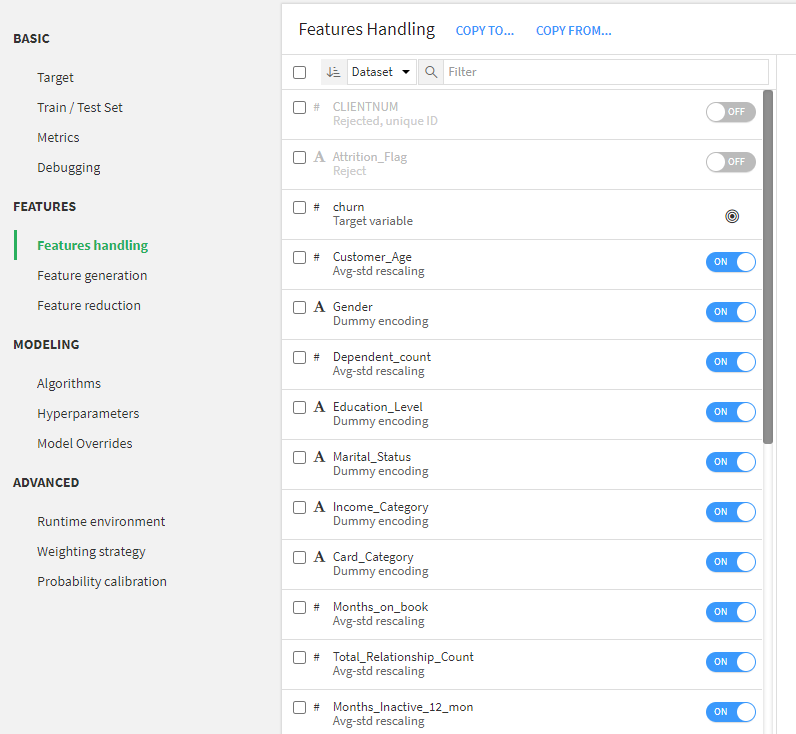 BASIC
Target
Train / Test Set
Metrics
Debugging
FEATURES
Features handling
Feature generation
Feature reduction
MODELING
Algorithms
Hyperparameters
Model Overrides
ADVANCED
Runtime environment
Weighting strategy
Probability calibration
Features Handling COPY TO... COPY FROM...
Dataset Filter
# CLIENTNUM OFF
Rejected, unique ID
A Attrition_Flag OFF
Reject
# churn
Target variable
# Customer_Age ON
Avg-std rescaling
A Gender ON
Dummy encoding
# Dependent_count ON
Avg-std rescaling
A Education_Level ON
Dummy encoding
A Marital_Status ON
Dummy encoding
A Income_Category ON
Dummy encoding
A Card_Category ON
Dummy encoding
# Months_on_book ON
Avg-std rescaling
# Total_Relationship_Count ON
Avg-std rescaling
# Months_Inactive_12_mon ON
Avg-std rescaling